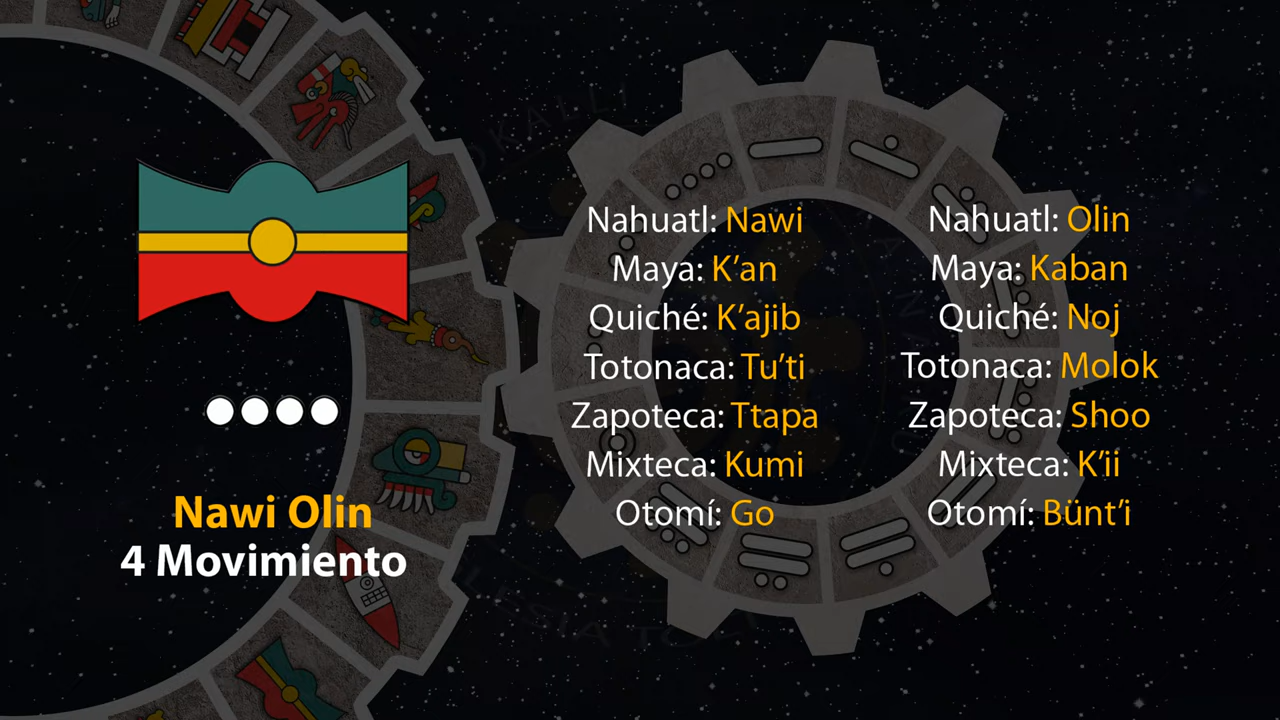 Nawi Olin
4 Movimiento
Nahuatl: Nawi
Maya: K’an
Quiché: K’ajib
Totonaca: Tu’ti
Zapoteca: Ttapa
Mixteca: Kumi
Otomí: Go
Nahuatl: Olin
Maya: Kaban
Quiché: Noj
Totonaca: Molok
Zapoteca: Shoo
Mixteca: K’ii
Otomí: Bünt’i